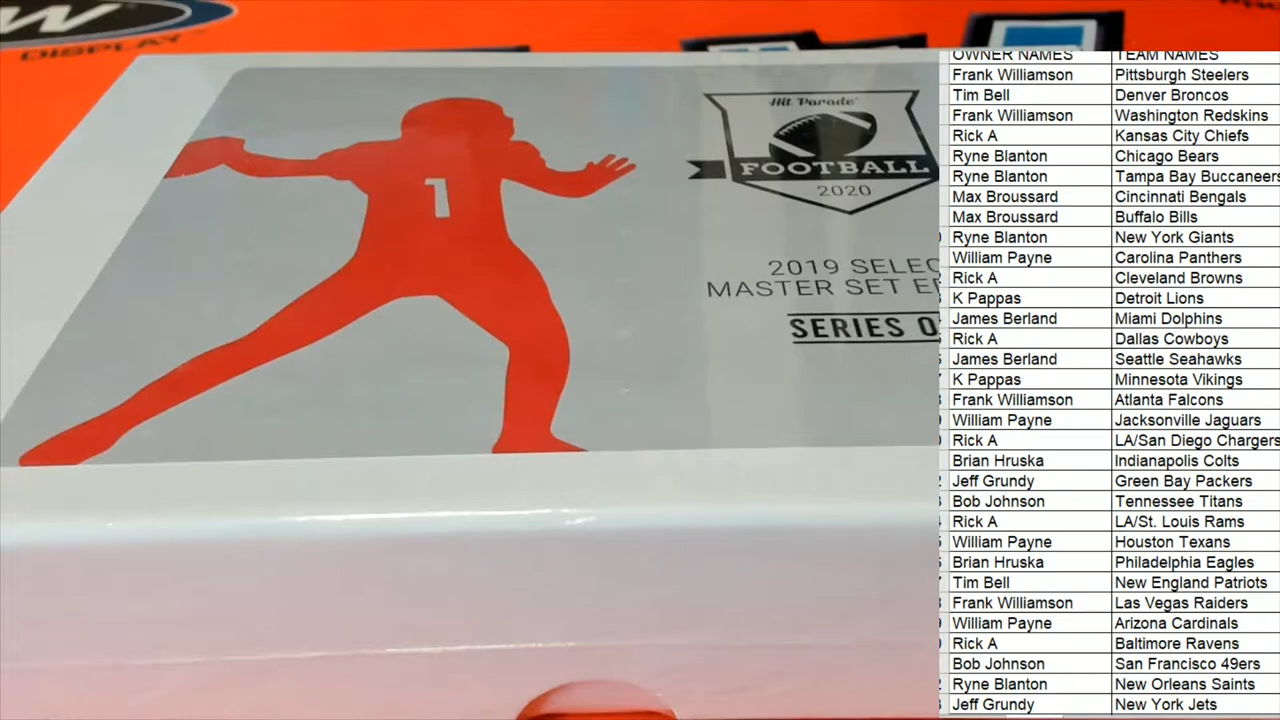 W
DISPLAY
1
Hit Parade
FOOTBALL
2020
2019 SELEC
MASTER SET E
SERIES 0
OWNER NAMES TEAM NAMES
Frank Williamson Pittsburgh Steelers
Tim Bell Denver Broncos
Frank Williamson Washington Redskins
Rick A Kansas City Chiefs
Ryne Blanton Chicago Bears
Ryne Blanton Tampa Bay Buccaneers
Max Broussard Cincinnati Bengals
Max Broussard Buffalo Bills
Ryne Blanton New York Giants
William Payne Carolina Panthers
Rick A Cleveland Browns
K Pappas Detroit Lions
James Berland Miami Dolphins
Rick A Dallas Cowboys
James Berland Seattle Seahawks
K Pappas Minnesota Vikings
Frank Williamson Atlanta Falcons
William Payne Jacksonville Jaguars
Rick A LA/San Diego Chargers
Brian Hruska Indianapolis Colts
Jeff Grundy Green Bay Packers
Bob Johnson Tennessee Titans
Rick A LA/St. Louis Rams
William Payne Houston Texans
Brian Hruska Philadelphia Eagles
Tim Bell New England Patriots
Frank Williamson Las Vegas Raiders
William Payne Arizona Cardinals
Rick A Baltimore Ravens
Bob Johnson San Francisco 49ers
Ryne Blanton New Orleans Saints
Jeff Grundy New York Jets